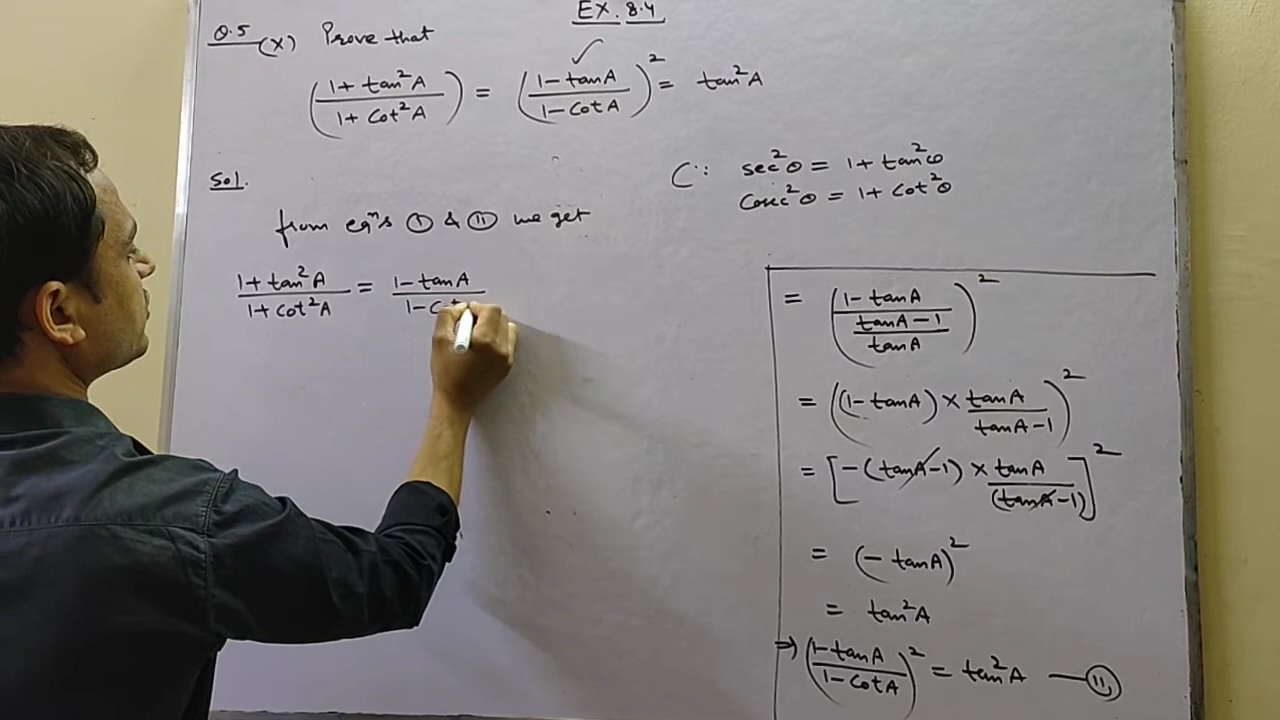 EX. 8.4
Q.5 (x) Prove that
((1 + tan²A)/(1 + cot²A)) = ((1 - tanA)/(1 - cotA))² = tan²A ✓
Sol.
(∵ sec²θ = 1 + tan²θ
cosec²θ = 1 + cot²θ
from eqⁿs (I) & (II) we get
(1 + tan²A)/(1 + cot²A) = (1 - tanA)/(1 - cot
= ((1 - tanA)/((tanA - 1)/tanA))²
= ((1 - tanA) × tanA/(tanA - 1))²
= [-(tanA - 1) × tanA/(tanA - 1)]²
= (- tanA)²
= tan²A
⇒ ((1 - tanA)/(1 - cotA))² = tan²A — (II)